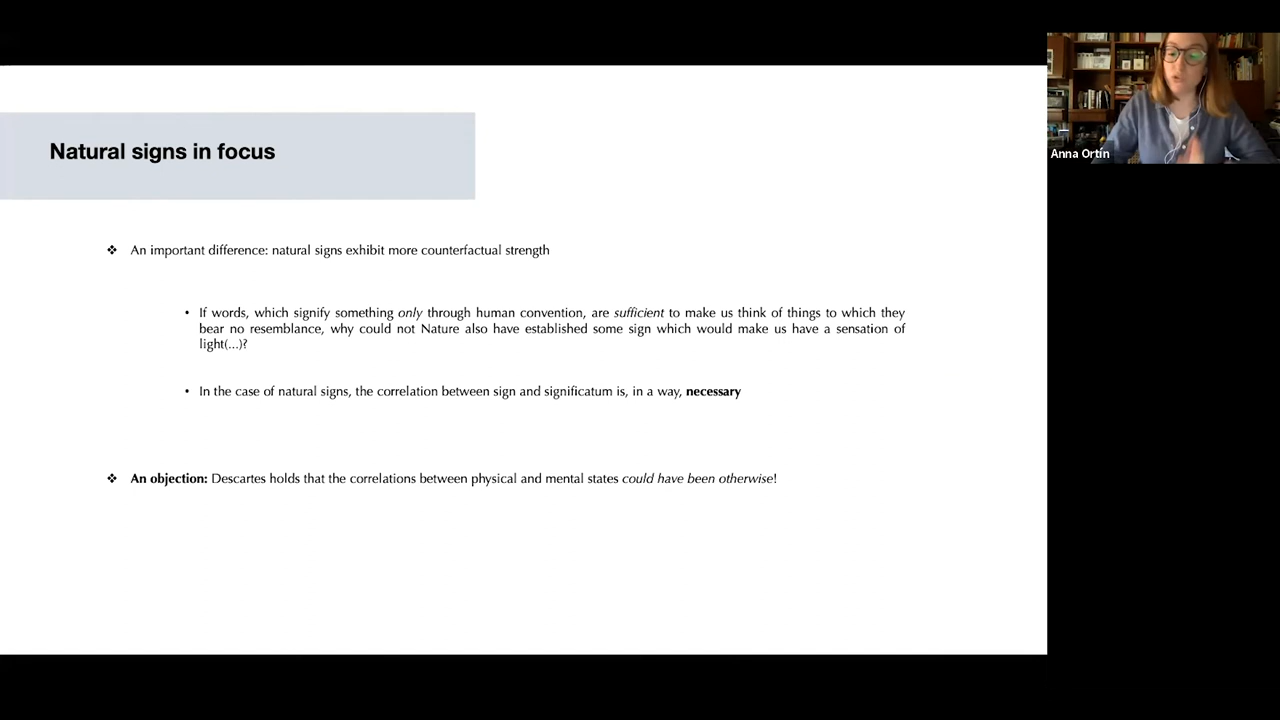 Natural signs in focus
❖ An important difference: natural signs exhibit more counterfactual strength
• If words, which signify something only through human convention, are sufficient to make us think of things to which they
bear no resemblance, why could not Nature also have established some sign which would make us have a sensation of
light(...)?
• In the case of natural signs, the correlation between sign and significatum is, in a way, necessary
❖ An objection: Descartes holds that the correlations between physical and mental states could have been otherwise!
Anna Ortín